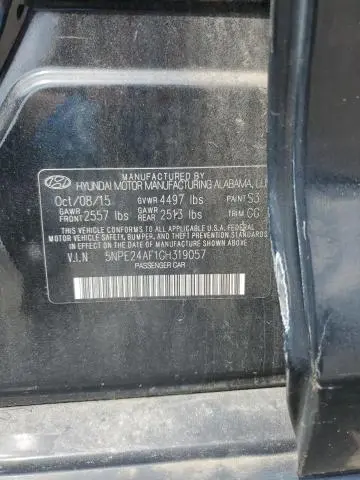 MANUFACTURED BY
HYUNDAI MOTOR MANUFACTURING ALABAMA,
Oct/08/15 GVWR 4497 lbs PAINT S3
GAWR FRONT 2557 lbs GAWR REAR 2513 lbs TRIM
THIS VEHICLE CONFORMS TO ALL APPLICABLE U.S.A. FEDERAL
MOTOR VEHICLE SAFETY, BUMPER, AND THEFT PREVENTION STANDARDS
IN EFFECT ON THE DATE OF MANUFACTURE SHOWN ABOVE.
V.I.N 5NPE24AF1GH319057
PASSENGER CAR